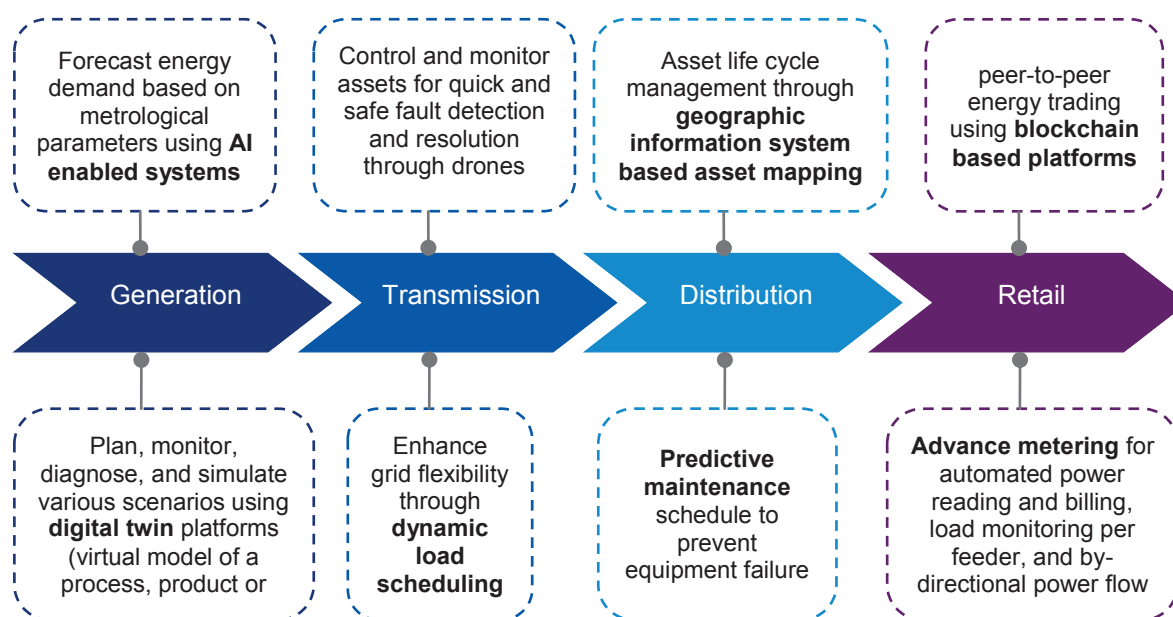 Forecast energy
demand based on
metrological
parameters using AI
enabled systems
Control and monitor
assets for quick and
safe fault detection
and resolution
through drones
Asset life cycle
management through
geographic
information system
based asset mapping
peer-to-peer
energy trading
using blockchain
based platforms
Generation
Transmission
Distribution
Retail
Plan, monitor,
diagnose, and simulate
various scenarios using
digital twin platforms
(virtual model of a
process, product or
Enhance
grid flexibility
through
dynamic
load
scheduling
Predictive
maintenance
schedule to
prevent
equipment failure
Advance metering for
automated power
reading and billing,
load monitoring per
feeder, and by-
directional power flow